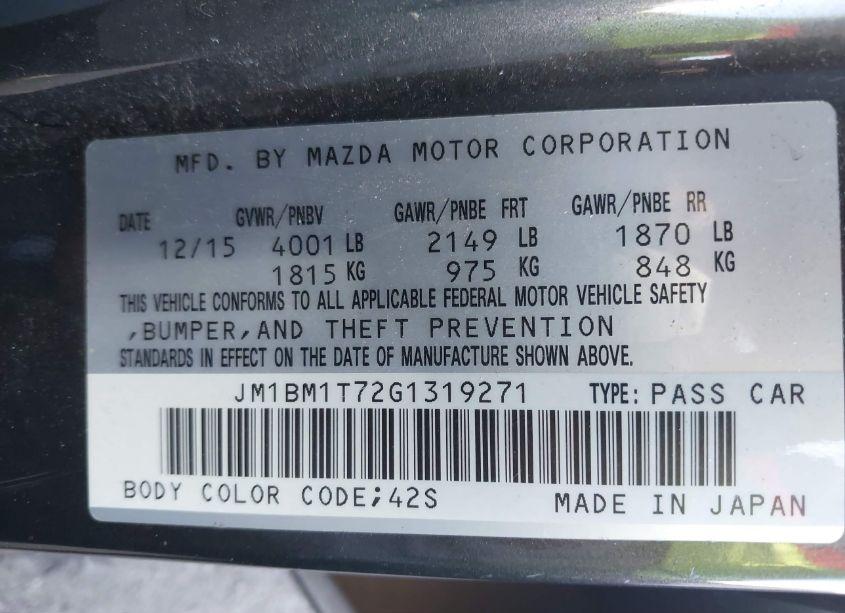 MFD. BY MAZDA MOTOR CORPORATION
DATE GVWR/PNBV GAWR/PNBE FRT GAWR/PNBE RR
12/15 4001 LB 2149 LB 1870 LB
1815 KG 975 KG 848 KG
THIS VEHICLE CONFORMS TO ALL APPLICABLE FEDERAL MOTOR VEHICLE SAFETY
,BUMPER,AND THEFT PREVENTION
STANDARDS IN EFFECT ON THE DATE OF MANUFACTURE SHOWN ABOVE.
JM1BM1T72G1319271 TYPE: PASS CAR
BODY COLOR CODE;42S MADE IN JAPAN